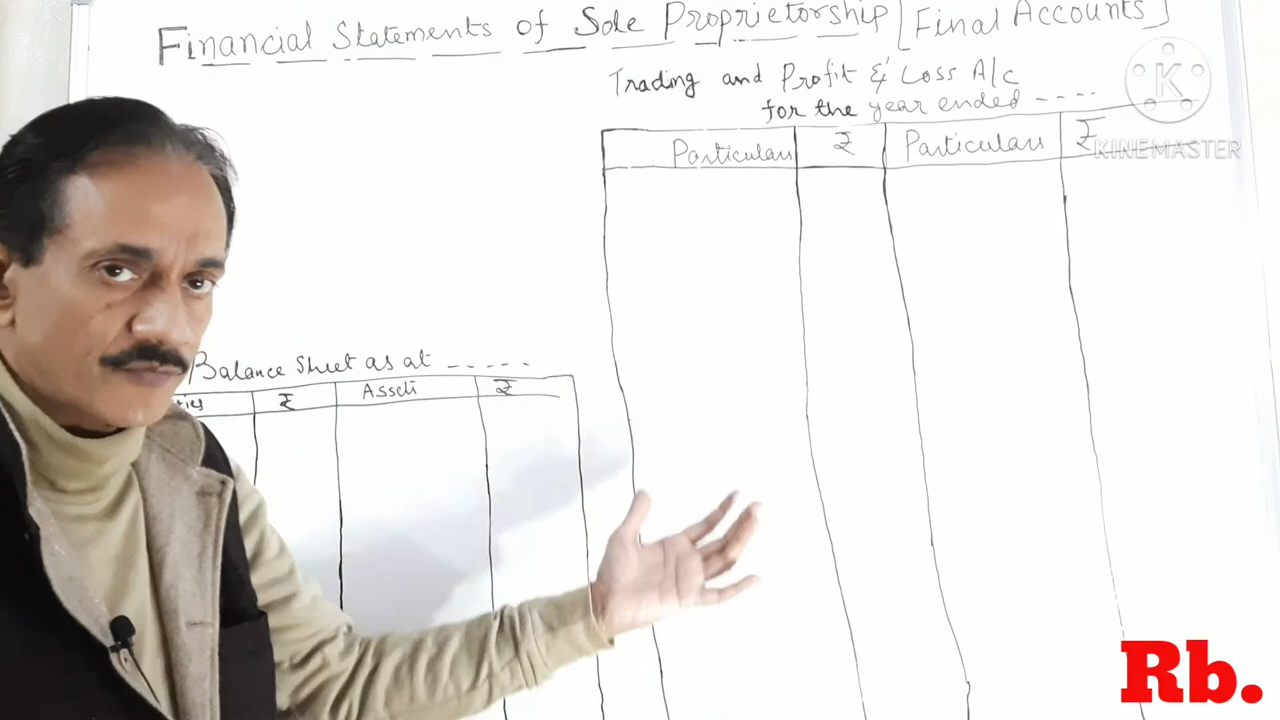 Financial Statements of Sole Proprietorship [Final Accounts]
Trading and Profit & Loss A/c
for the year ended ----
Particulars ₹ Particulars ₹
K
KINEMASTER
Balance Sheet as at -----
ties ₹ Assets ₹
Rb.